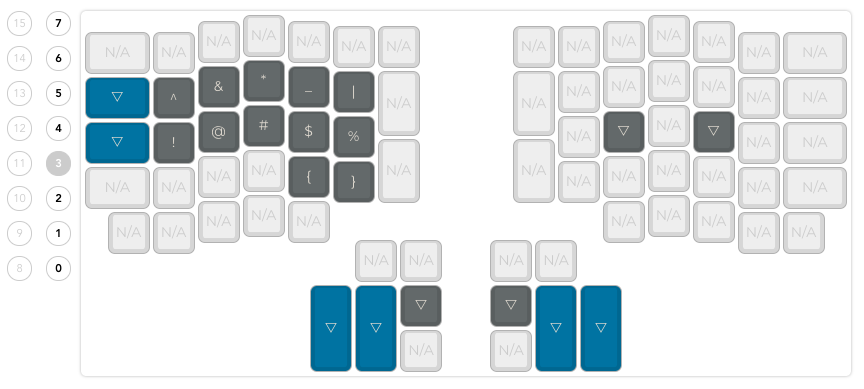 15 7
14 6
13 5
12 4
11 3
10 2
9 1
8 0
N/A N/A N/A N/A N/A N/A N/A N/A N/A N/A N/A N/A N/A N/A
▽ ^ & * _ | N/A N/A N/A N/A N/A N/A N/A N/A
▽ ! @ # $ % N/A ▽ N/A ▽ N/A N/A
N/A N/A N/A N/A { } N/A N/A N/A N/A N/A N/A N/A N/A
N/A N/A N/A N/A N/A N/A N/A N/A N/A N/A
N/A N/A N/A N/A
▽ ▽ ▽ ▽ ▽ ▽
N/A N/A